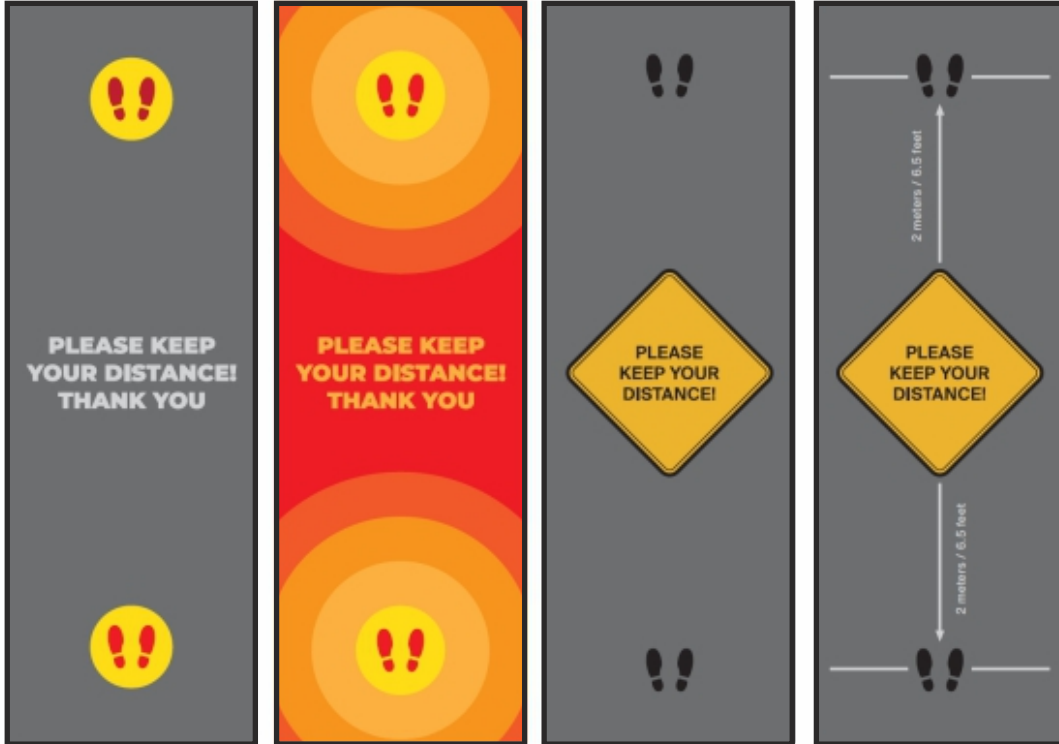 PLEASE KEEP
YOUR DISTANCE!
THANK YOU
PLEASE KEEP
YOUR DISTANCE!
THANK YOU
PLEASE
KEEP YOUR
DISTANCE!
2 meters / 6.5 feet
PLEASE
KEEP YOUR
DISTANCE!
2 meters / 6.5 feet